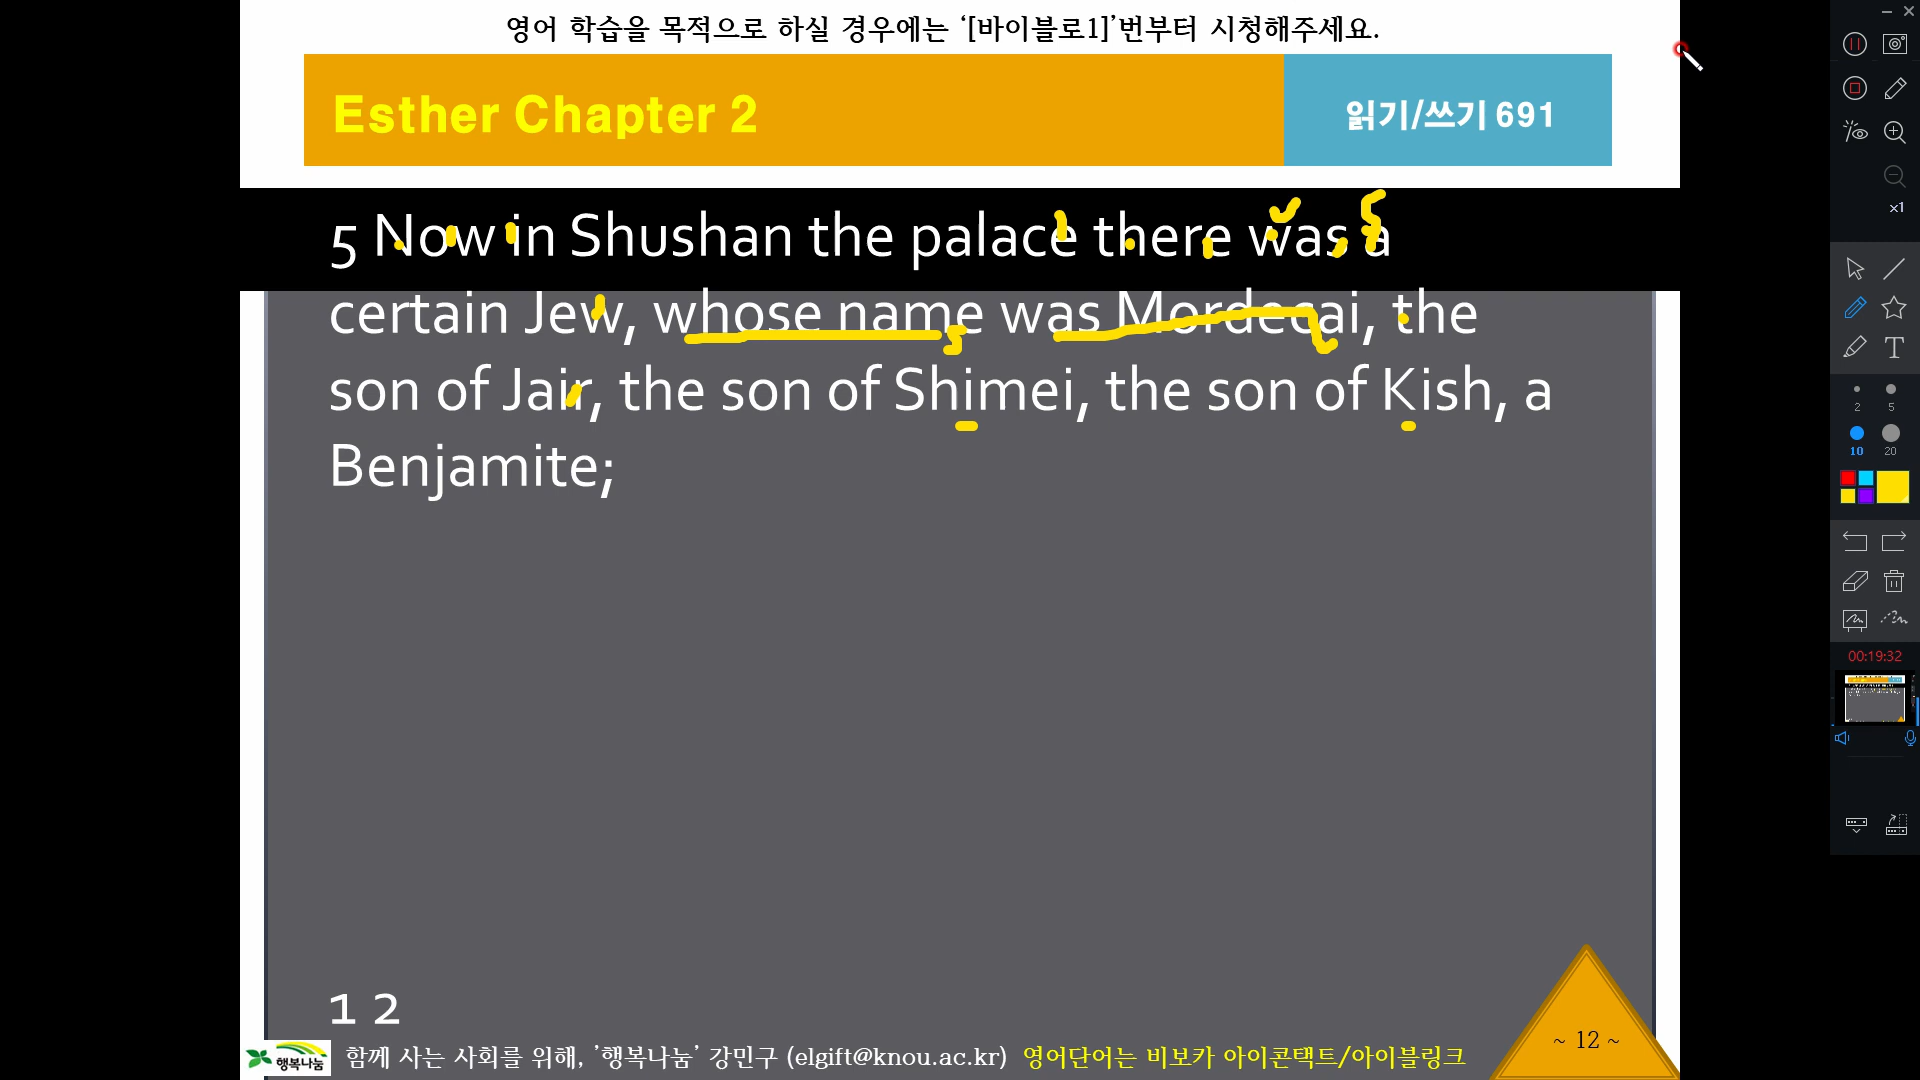 영어 학습을 목적으로 하실 경우에는 ‘[바이블로1]’번부터 시청해주세요.
Esther Chapter 2
읽기/쓰기 691
5 Now in Shushan the palace there was a
certain Jew, whose name was Mordecai, the
son of Jair, the son of Shimei, the son of Kish, a
Benjamite;
x1
T
2 5
10 20
00:19:32
1 2
~ 12 ~
행복나눔 함께 사는 사회를 위해, ’행복나눔’ 강민구 (elgift@knou.ac.kr) 영어단어는 비보카 아이콘택트/아이블링크